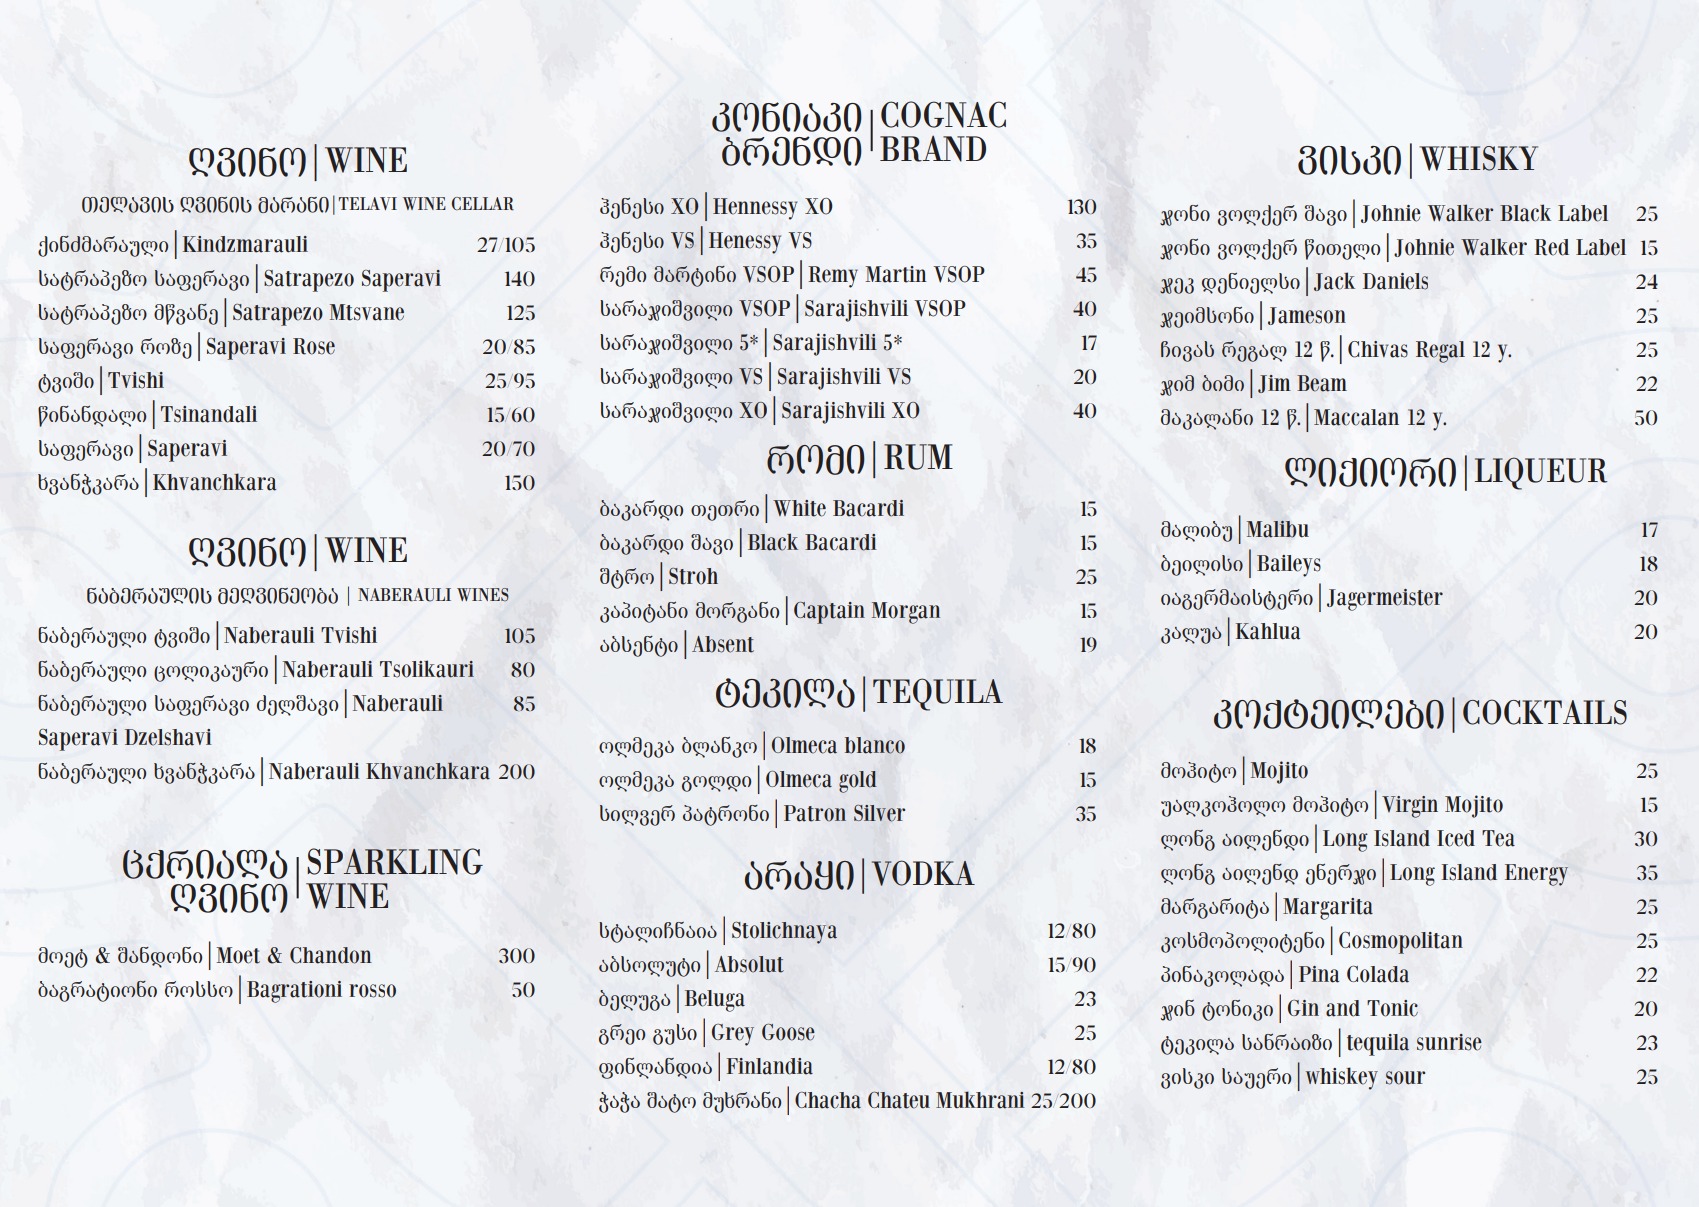 ღვინო | WINE
თელავის ღვინის მარანი | TELAVI WINE CELLAR
ქინძმარაული | Kindzmarauli 27/105
სატრაპეზო საფერავი | Satrapezo Saperavi 140
სატრაპეზო მწვანე | Satrapezo Mtsvane 125
საფერავი როზე | Saperavi Rose 20/85
ტვიში | Tvishi 25/95
წინანდალი | Tsinandali 15/60
საფერავი | Saperavi 20/70
ხვანჭკარა | Khvanchkara 150
ღვინო | WINE
ნაბერაულის მეღვინეობა | NABERAULI WINES
ნაბერაული ტვიში | Naberauli Tvishi 105
ნაბერაული ცოლიკაური | Naberauli Tsolikauri 80
ნაბერაული საფერავი ძელშავი | Naberauli 85
Saperavi Dzelshavi
ნაბერაული ხვანჭკარა | Naberauli Khvanchkara 200
ცქრიალა | SPARKLING
ღვინო | WINE
მოეტ & შანდონი | Moet & Chandon 300
ბაგრატიონი როსსო | Bagrationi rosso 50
კონიაკი | COGNAC
ბრენდი | BRAND
ჰენესი XO | Hennessy XO 130
ჰენესი VS | Henessy VS 35
რემი მარტინი VSOP | Remy Martin VSOP 45
სარაჯიშვილი VSOP | Sarajishvili VSOP 40
სარაჯიშვილი 5* | Sarajishvili 5* 17
სარაჯიშვილი VS | Sarajishvili VS 20
სარაჯიშვილი XO | Sarajishvili XO 40
რომი | RUM
ბაკარდი თეთრი | White Bacardi 15
ბაკარდი შავი | Black Bacardi 15
შტრო | Stroh 25
კაპიტანი მორგანი | Captain Morgan 15
აბსენტი | Absent 19
ტეკილა | TEQUILA
ოლმეკა ბლანკო | Olmeca blanco 18
ოლმეკა გოლდი | Olmeca gold 15
სილვერ პატრონი | Patron Silver 35
არაყი | VODKA
სტალიჩნაია | Stolichnaya 12/80
აბსოლუტი | Absolut 15/90
ბელუგა | Beluga 23
გრეი გუსი | Grey Goose 25
ფინლანდია | Finlandia 12/80
ჭაჭა შატო მუხრანი | Chacha Chateu Mukhrani 25/200
ვისკი | WHISKY
ჯონი ვოლქერ შავი | Johnie Walker Black Label 25
ჯონი ვოლქერ წითელი | Johnie Walker Red Label 15
ჯეკ დენიელსი | Jack Daniels 24
ჯეიმსონი | Jameson 25
ჩივას რეგალ 12 წ. | Chivas Regal 12 y. 25
ჯიმ ბიმი | Jim Beam 22
მაკალანი 12 წ. | Maccalan 12 y. 50
ლიქიორი | LIQUEUR
მალიბუ | Malibu 17
ბეილისი | Baileys 18
იაგერმაისტერი | Jagermeister 20
კალუა | Kahlua 20
კოქტეილები | COCKTAILS
მოჰიტო | Mojito 25
უალკოჰოლო მოჰიტო | Virgin Mojito 15
ლონგ აილენდი | Long Island Iced Tea 30
ლონგ აილენდ ენერჯი | Long Island Energy 35
მარგარიტა | Margarita 25
კოსმოპოლიტენი | Cosmopolitan 25
პინაკოლადა | Pina Colada 22
ჯინ ტონიკი | Gin and Tonic 20
ტეკილა სანრაიზი | tequila sunrise 23
ვისკი საუერი | whiskey sour 25